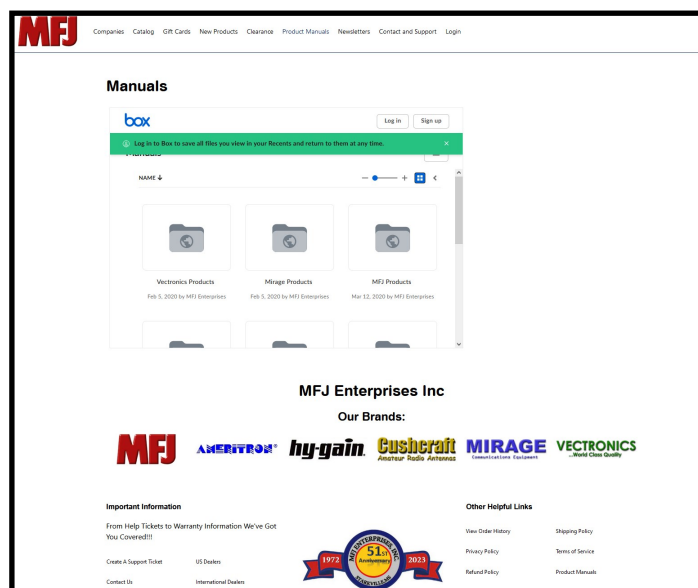 MFJ
Companies Catalog Gift Cards New Products Clearance Product Manuals Newsletters Contact and Support Login
Manuals
box
Log in Sign up
Log in to Box to save all files you view in your Recents and return to them at any time.
Manuals
NAME
Vectronics Products Mirage Products MFJ Products
Feb 5, 2020 by MFJ Enterprises Feb 5, 2020 by MFJ Enterprises Mar 12, 2020 by MFJ Enterprises
MFJ Enterprises Inc
Our Brands:
MFJ AMERITRON® hy-gain. Cushcraft MIRAGE VECTRONICS
Amateur Radio Antennas Communications Equipment ...World Class Quality
Important Information
From Help Tickets to Warranty Information We've Got
You Covered!!!
Create A Support Ticket US Dealers
Contact Us International Dealers
MFJ ENTERPRISES, INC
1972 51st 2023
Anniversary
STARKVILLE, MS
Other Helpful Links
View Order History Shipping Policy
Privacy Policy Terms of Service
Refund Policy Product Manuals